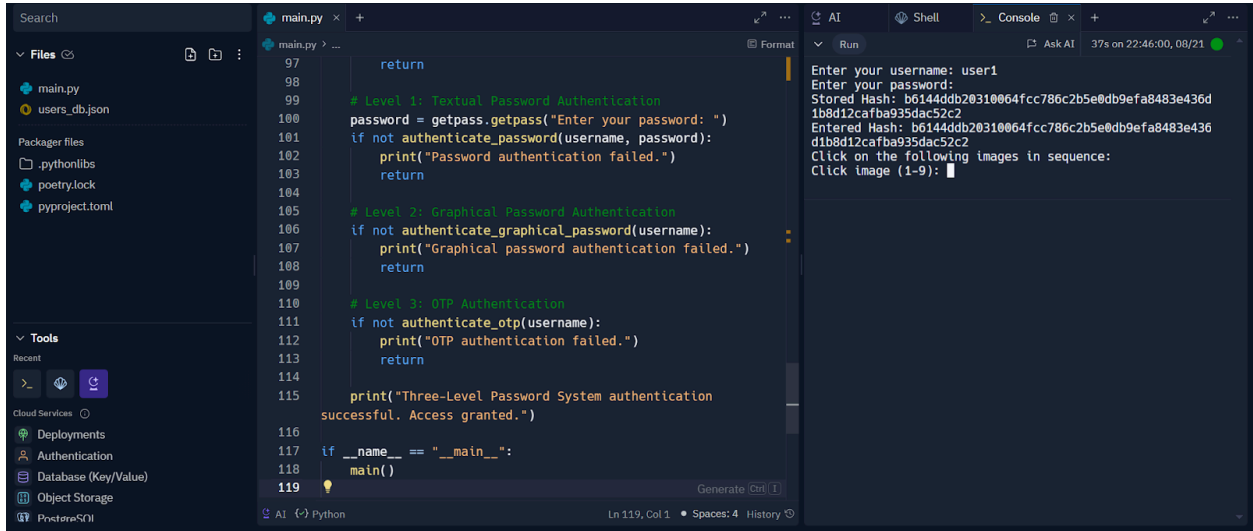 Search
Files
main.py
users_db.json
Packager files
.pythonlibs
poetry.lock
pyproject.toml
Tools
Recent
Cloud Services
Deployments
Authentication
Database (Key/Value)
Object Storage
PostgreSQL
main.py
main.py > ...
Format
97 return
98
99 # Level 1: Textual Password Authentication
100 password = getpass.getpass("Enter your password: ")
101 if not authenticate_password(username, password):
102 print("Password authentication failed.")
103 return
104
105 # Level 2: Graphical Password Authentication
106 if not authenticate_graphical_password(username):
107 print("Graphical password authentication failed.")
108 return
109
110 # Level 3: OTP Authentication
111 if not authenticate_otp(username):
112 print("OTP authentication failed.")
113 return
114
115 print("Three-Level Password System authentication
successful. Access granted.")
116
117 if __name__ == "__main__":
118 main()
119
Generate Ctrl I
AI Python Ln 119, Col 1 Spaces: 4 History
AI Shell Console
Run Ask AI 37s on 22:46:00, 08/21
Enter your username: user1
Enter your password:
Stored Hash: b6144ddb20310064fcc786c2b5e0db9efa8483e436d
1b8d12cafba935dac52c2
Entered Hash: b6144ddb20310064fcc786c2b5e0db9efa8483e436
d1b8d12cafba935dac52c2
Click on the following images in sequence:
Click image (1-9):